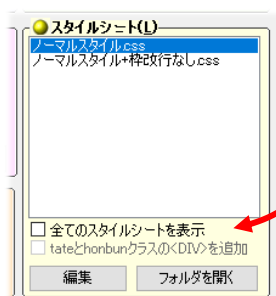 スタイルシート(L)
ノーマルスタイル.css
ノーマルスタイル+枠改行なし.css
全てのスタイルシートを表示
tateとhonbunクラスの<DIV>を追加
編集
フォルダを開く